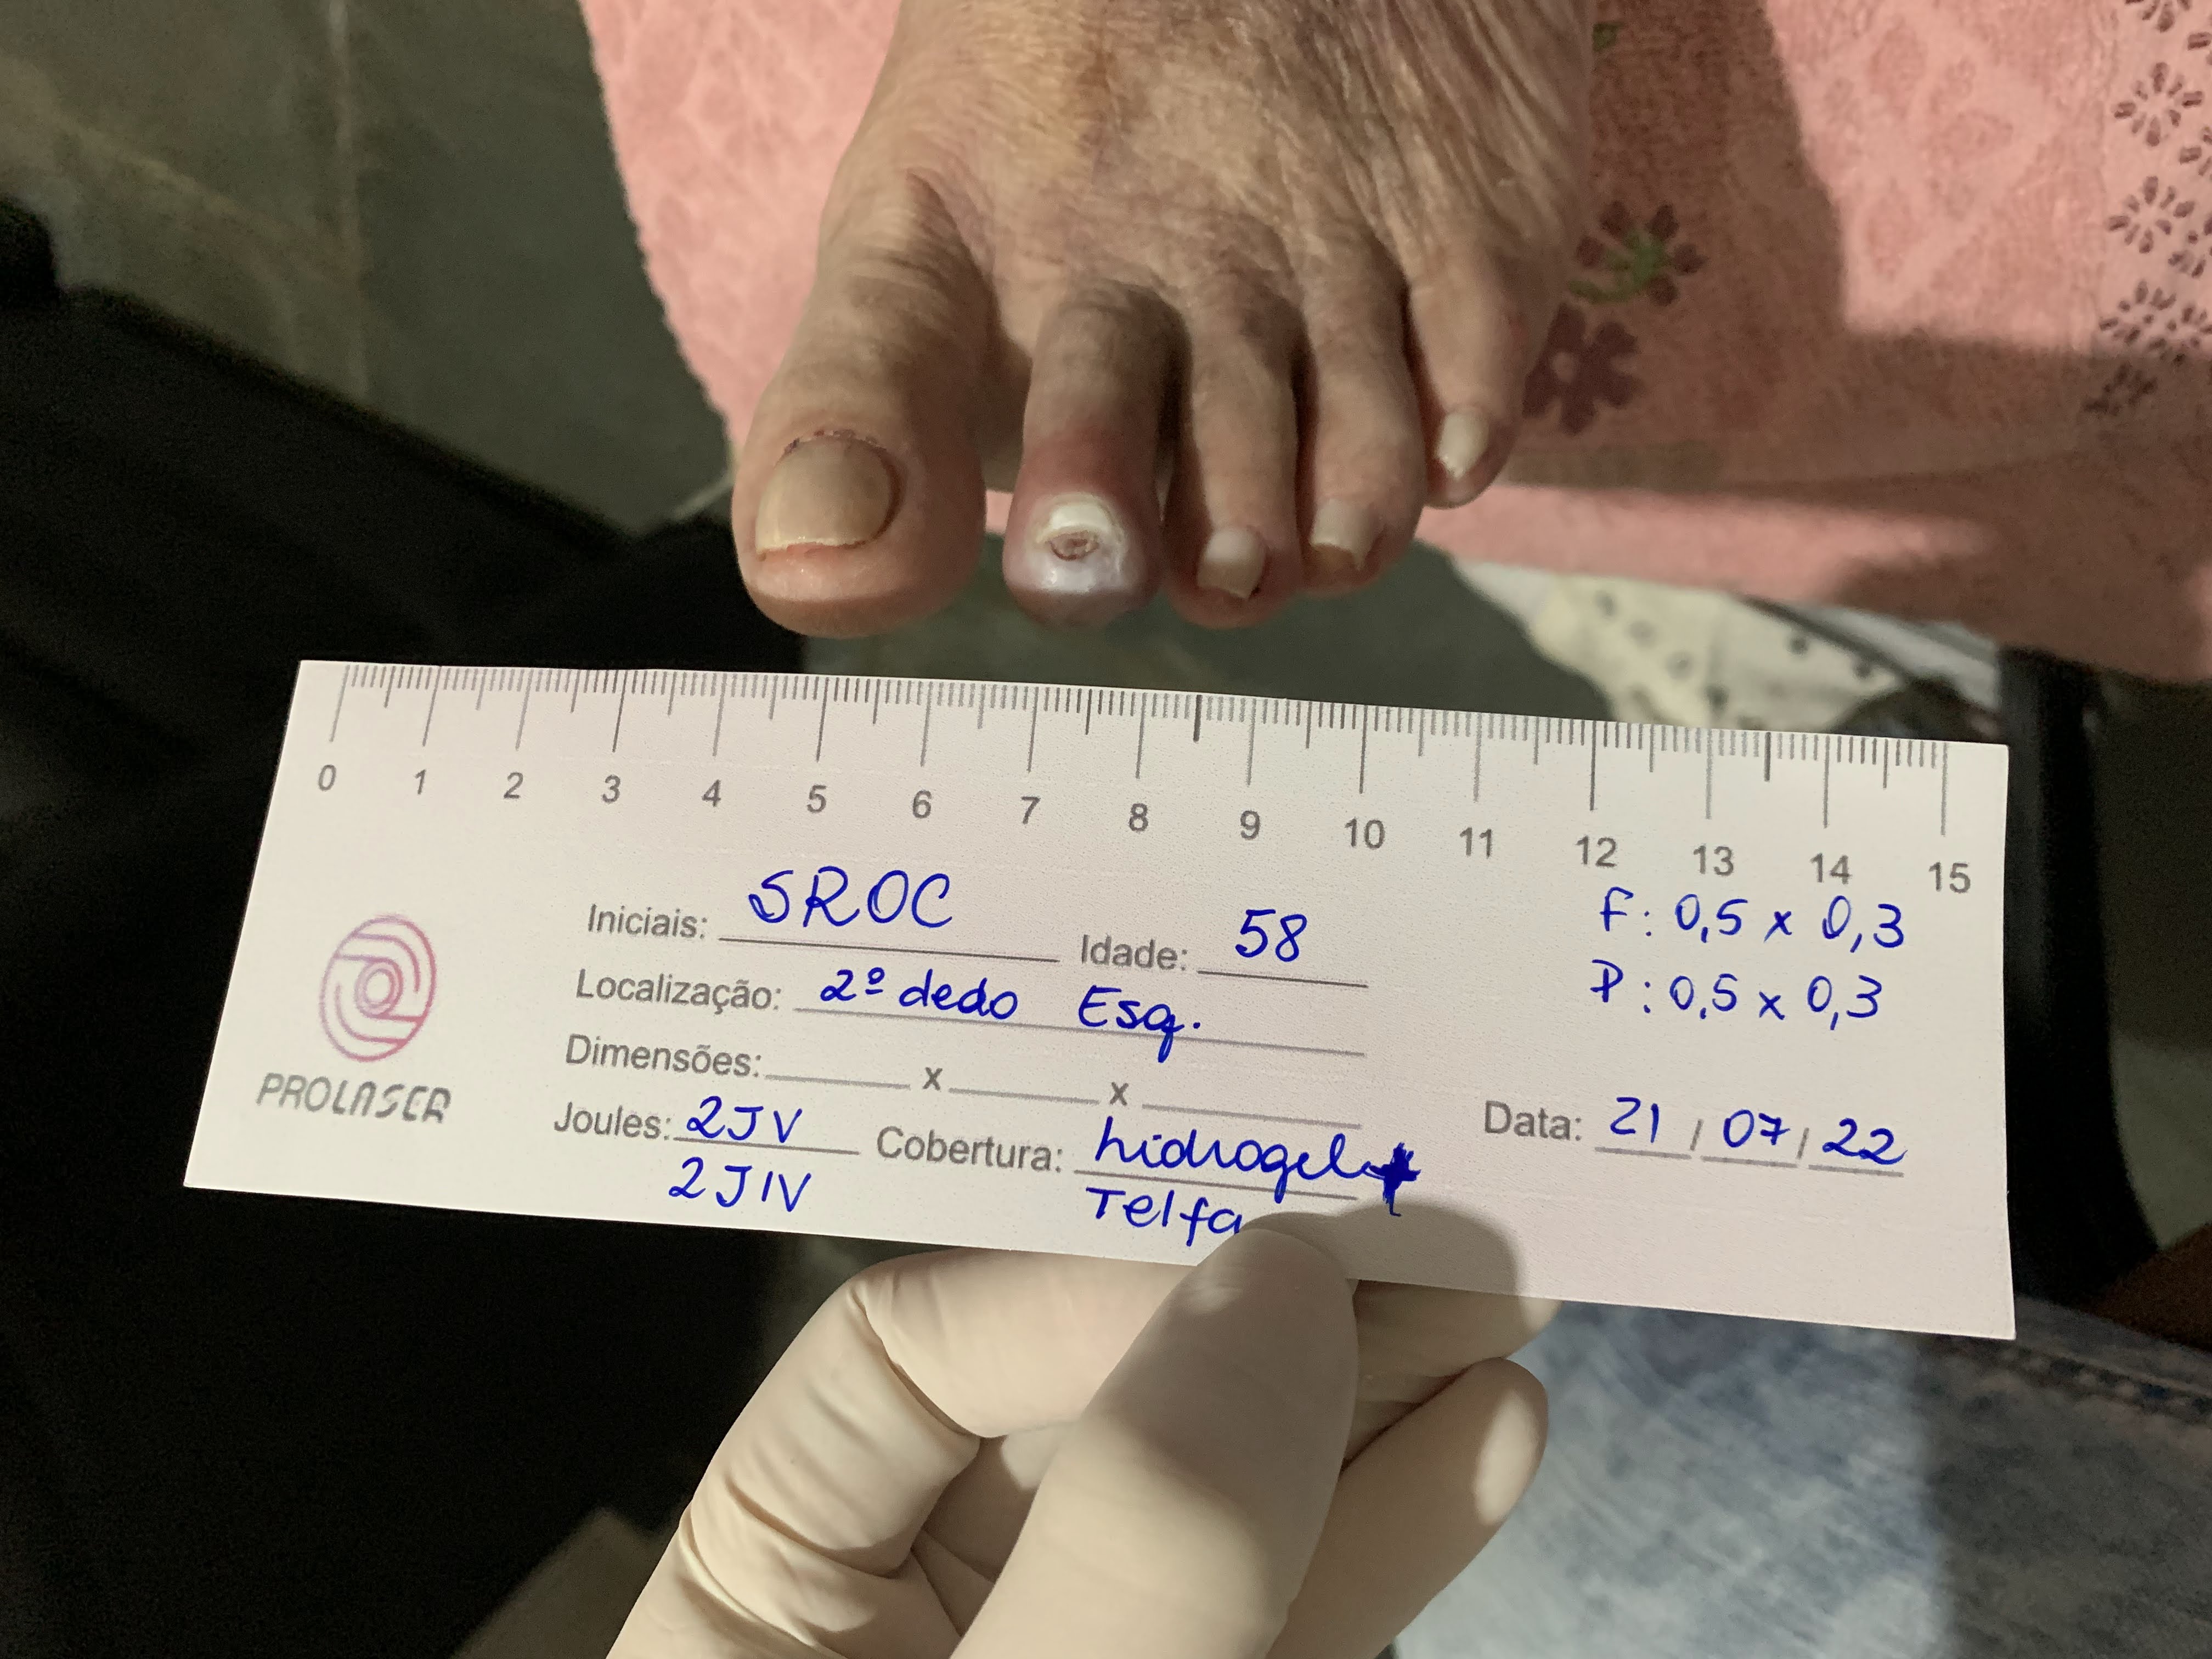 0 1 2 3 4 5 6 7 8 9 10 11 12 13 14 15
F: 0,5 x 0,3
P: 0,5 x 0,3
Iniciais: SROC Idade: 58
Localização: 2º dedo Esq.
Dimensões: x x
Joules: 2JV Cobertura: hidrogel+ Data: 21/07/22
2JIV Telfa
PROLASER